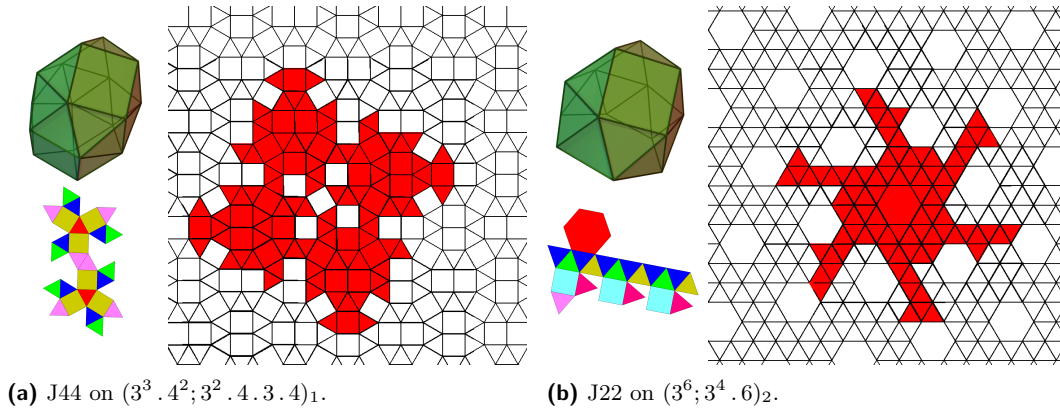 (a) J44 on (3³ . 4²; 3² . 4 . 3 . 4)₁.
(b) J22 on (3⁶; 3⁴ . 6)₂.